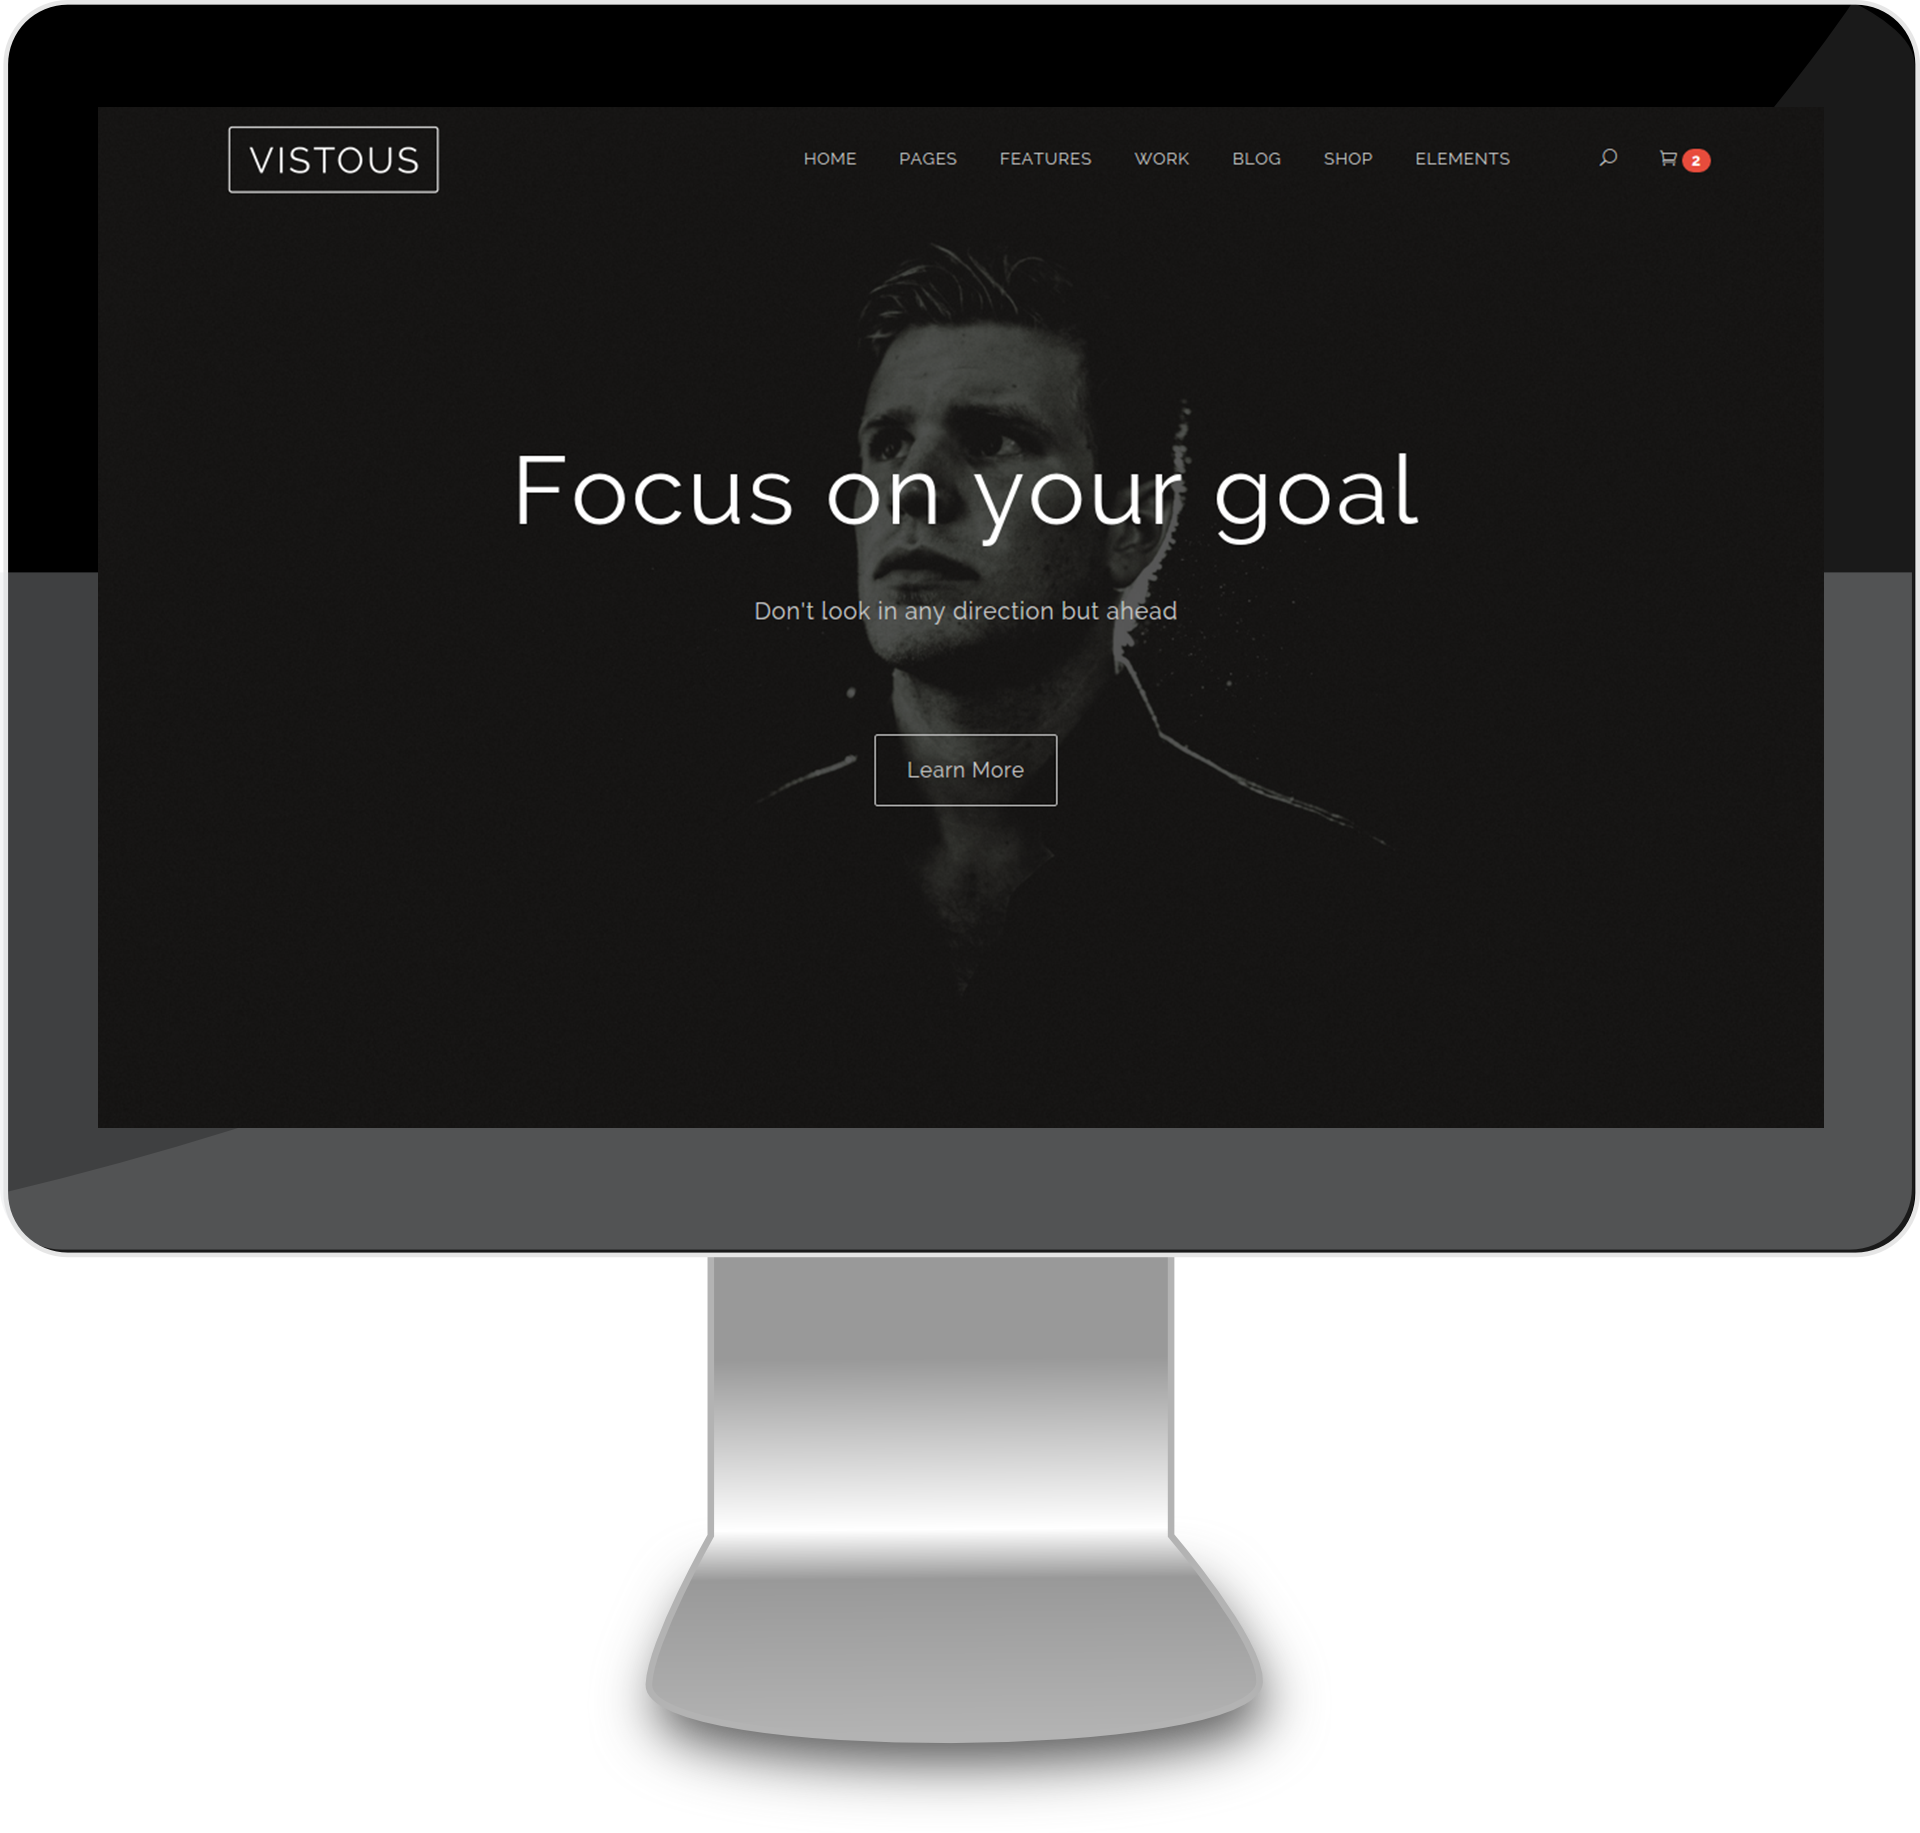 VISTOUS
HOME PAGES FEATURES WORK BLOG SHOP ELEMENTS 2
Focus on your goal
Don't look in any direction but ahead
Learn More